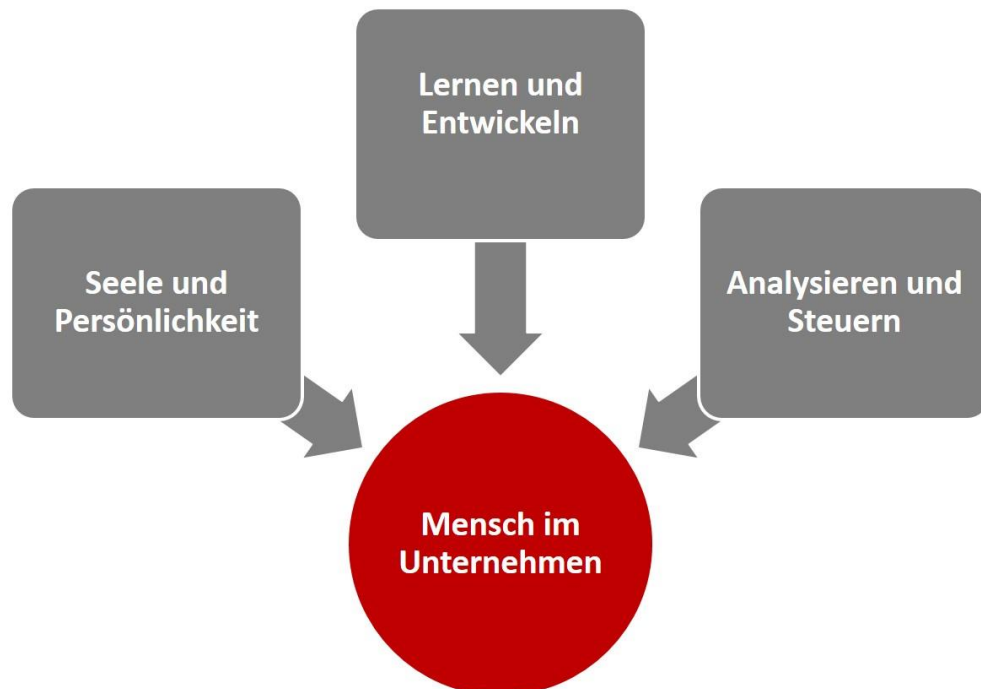 Lernen und
Entwickeln
Seele und
Persönlichkeit
Analysieren und
Steuern
Mensch im
Unternehmen